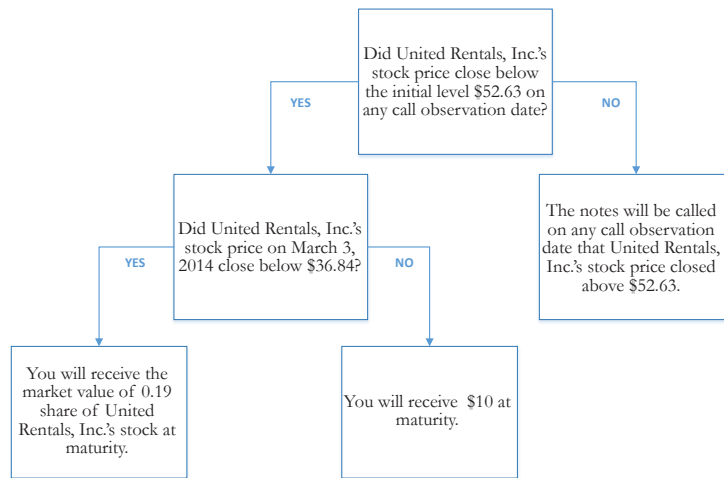 Did United Rentals, Inc.'s
stock price close below
the initial level $52.63 on
any call observation date?
YES
NO
Did United Rentals, Inc.'s
stock price on March 3,
2014 close below $36.84?
The notes will be called
on any call observation
date that United Rentals,
Inc.'s stock price closed
above $52.63.
YES
NO
You will receive the
market value of 0.19
share of United
Rentals, Inc.'s stock at
maturity.
You will receive $10 at
maturity.